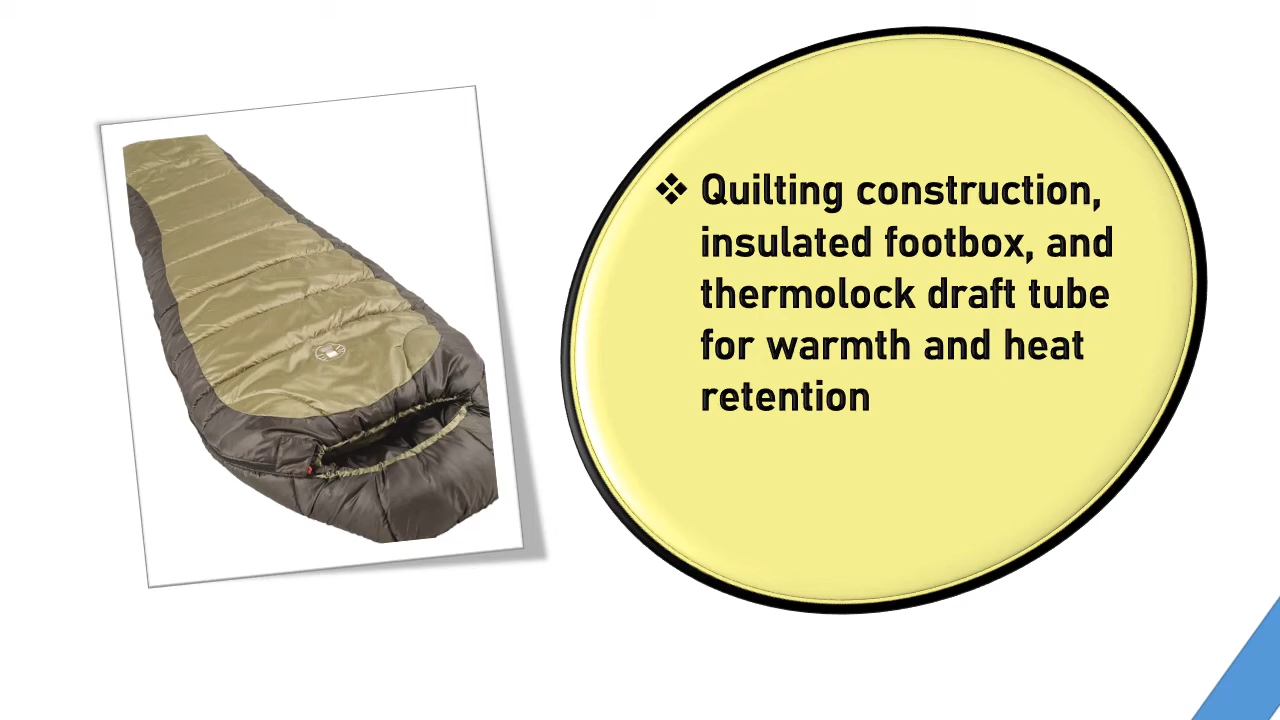 ❖ Quilting construction,
insulated footbox, and
thermolock draft tube
for warmth and heat
retention